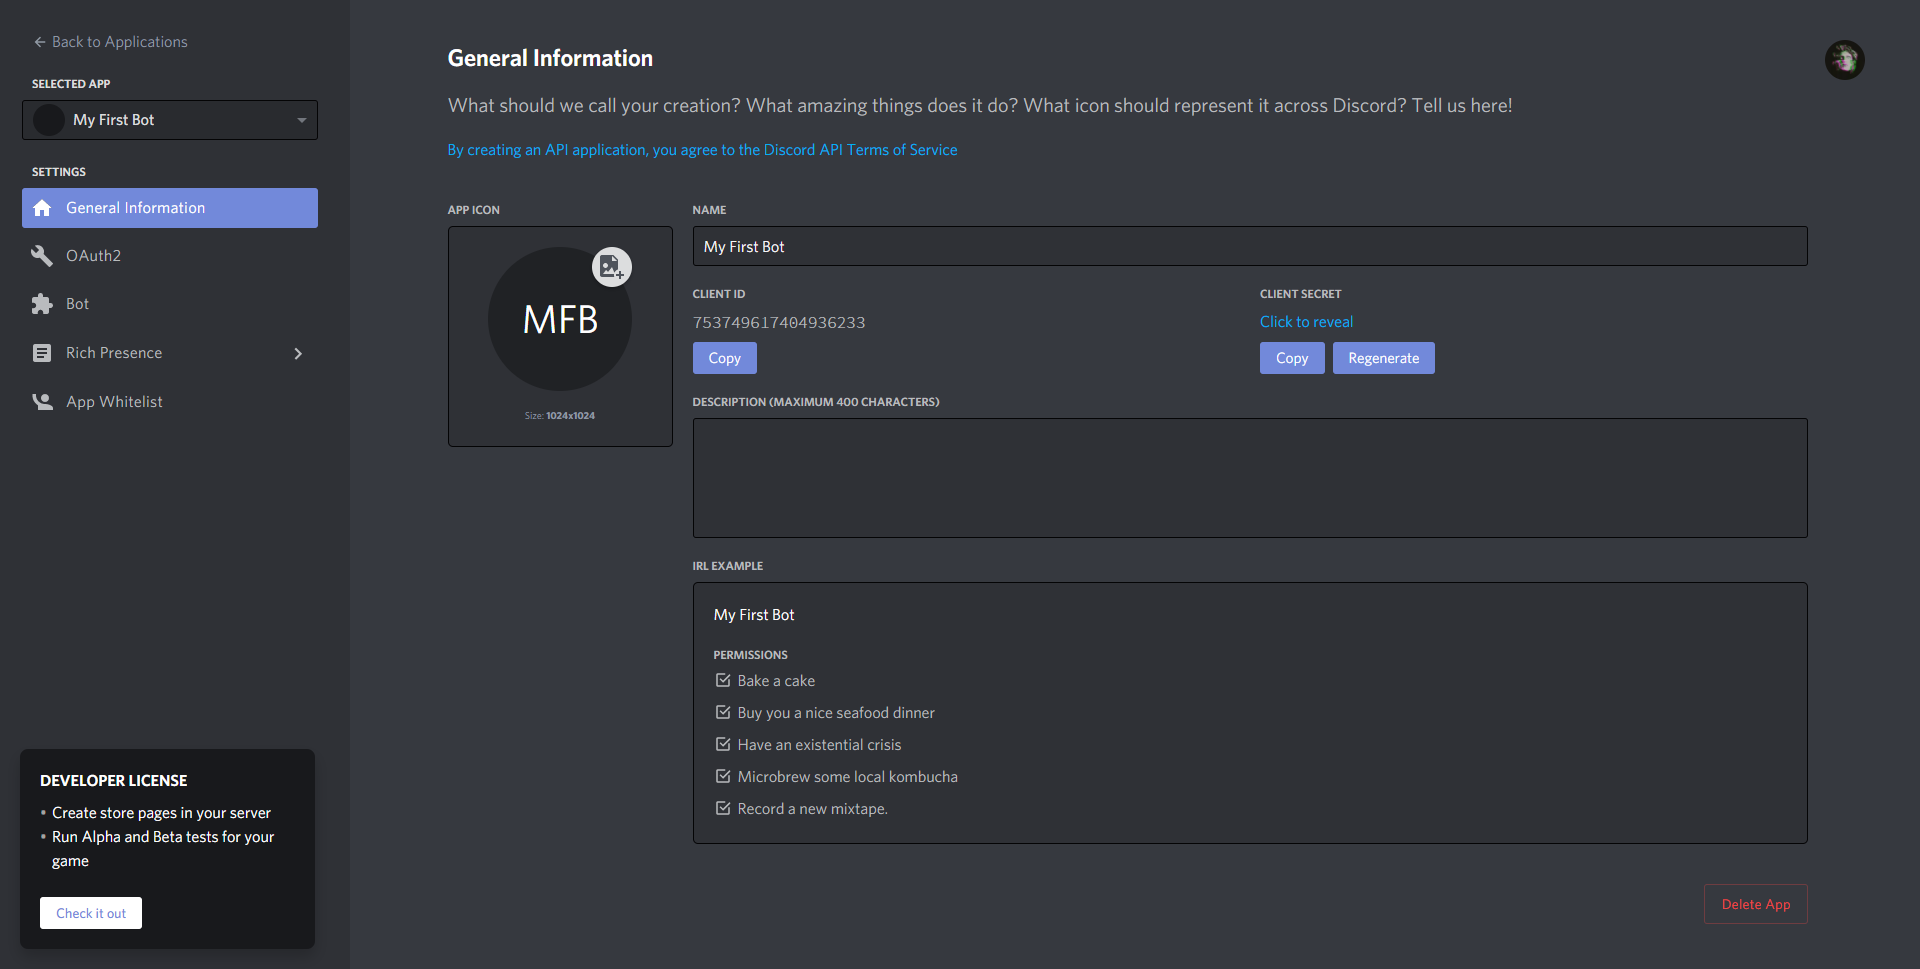 Back to Applications
SELECTED APP
My First Bot
SETTINGS
General Information
OAuth2
Bot
Rich Presence
App Whitelist
DEVELOPER LICENSE
• Create store pages in your server
• Run Alpha and Beta tests for your
game
Check it out
General Information
What should we call your creation? What amazing things does it do? What icon should represent it across Discord? Tell us here!
By creating an API application, you agree to the Discord API Terms of Service
APP ICON
MFB
Size: 1024x1024
NAME
My First Bot
CLIENT ID
753749617404936233
Copy
CLIENT SECRET
Click to reveal
Copy
Regenerate
DESCRIPTION (MAXIMUM 400 CHARACTERS)
IRL EXAMPLE
My First Bot
PERMISSIONS
Bake a cake
Buy you a nice seafood dinner
Have an existential crisis
Microbrew some local kombucha
Record a new mixtape.
Delete App